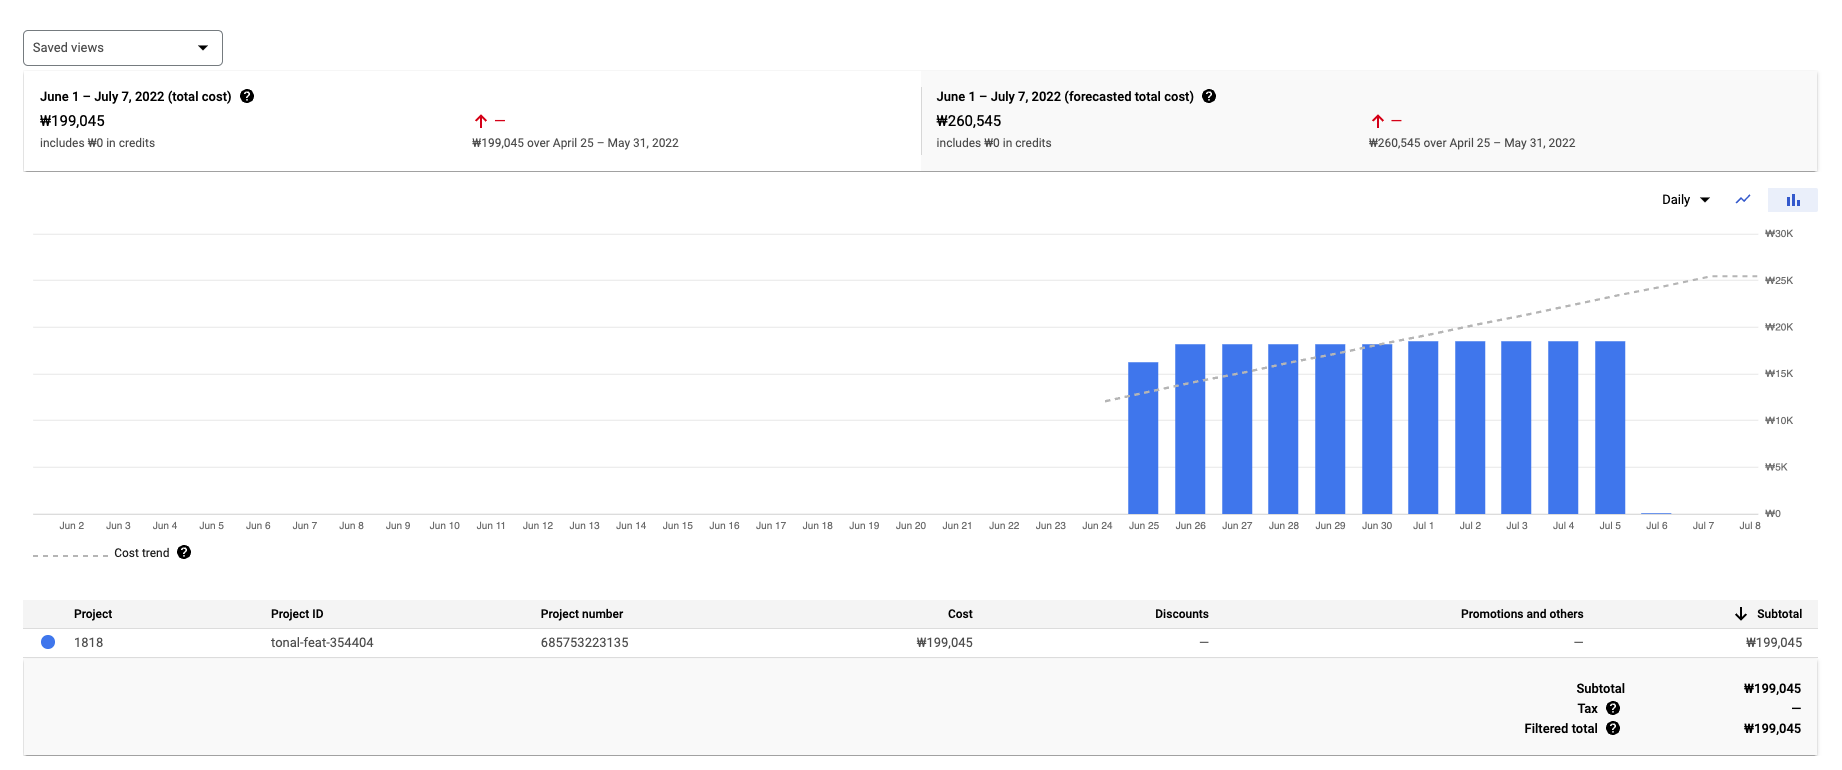 Saved views
June 1 – July 7, 2022 (total cost)
₩199,045
includes ₩0 in credits
₩199,045 over April 25 – May 31, 2022
June 1 – July 7, 2022 (forecasted total cost)
₩260,545
includes ₩0 in credits
₩260,545 over April 25 – May 31, 2022
Daily
₩30K
₩25K
₩20K
₩15K
₩10K
₩5K
₩0
Jun 2 Jun 3 Jun 4 Jun 5 Jun 6 Jun 7 Jun 8 Jun 9 Jun 10 Jun 11 Jun 12 Jun 13 Jun 14 Jun 15 Jun 16 Jun 17 Jun 18 Jun 19 Jun 20 Jun 21 Jun 22 Jun 23 Jun 24 Jun 25 Jun 26 Jun 27 Jun 28 Jun 29 Jun 30 Jul 1 Jul 2 Jul 3 Jul 4 Jul 5 Jul 6 Jul 7 Jul 8
Cost trend
Project Project ID Project number Cost Discounts Promotions and others Subtotal
1818 tonal-feat-354404 685753223135 ₩199,045 — — ₩199,045
Subtotal ₩199,045
Tax —
Filtered total ₩199,045